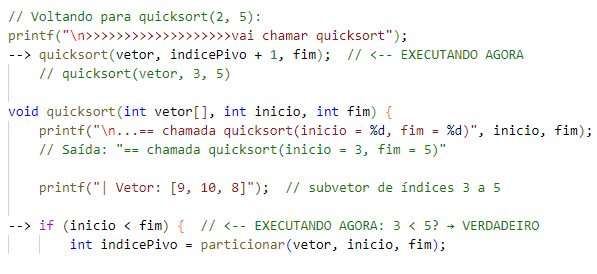 // Voltando para quicksort(2, 5):
printf("\n>>>>>>>>>>>>>>>>>>>vai chamar quicksort");
--> quicksort(vetor, indicePivo + 1, fim);  // <-- EXECUTANDO AGORA
    // quicksort(vetor, 3, 5)
void quicksort(int vetor[], int inicio, int fim) {
    printf("\n...== chamada quicksort(inicio = %d, fim = %d)", inicio, fim);
    // Saída: "== chamada quicksort(inicio = 3, fim = 5)"
    printf("| Vetor: [9, 10, 8]");  // subvetor de índices 3 a 5
--> if (inicio < fim) {  // <-- EXECUTANDO AGORA: 3 < 5? → VERDADEIRO
        int indicePivo = particionar(vetor, inicio, fim);